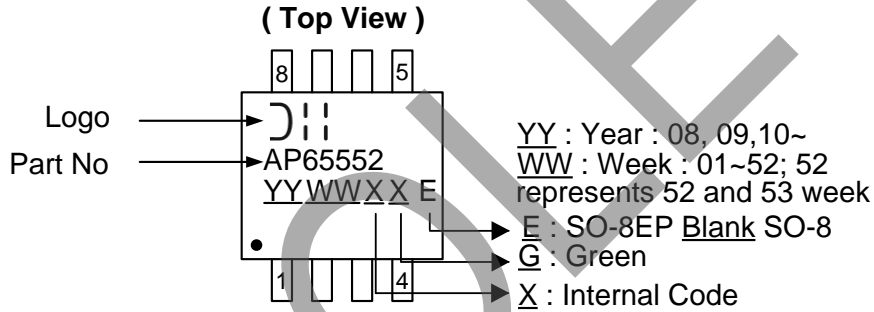 ( Top View )
8 5
Logo
Part No
AP65552
YYWWXX E
1 4
YY : Year : 08, 09,10~
WW : Week : 01~52; 52
represents 52 and 53 week
E : SO-8EP Blank SO-8
G : Green
X : Internal Code